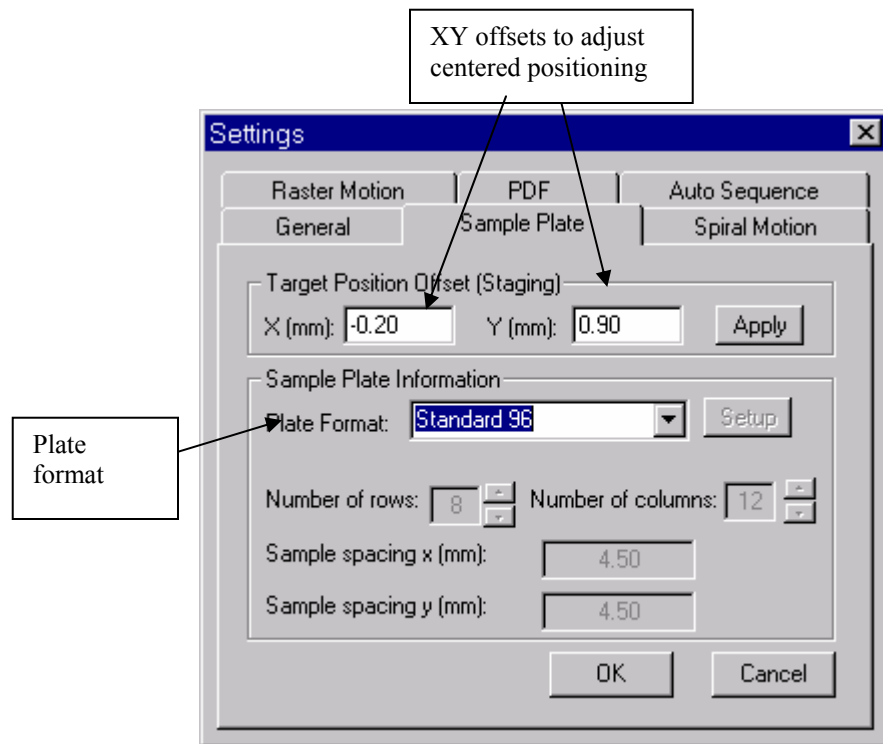 XY offsets to adjust
centered positioning
Settings
Raster Motion PDF Auto Sequence
General Sample Plate Spiral Motion
Target Position Offset (Staging)
X (mm): -0.20 Y (mm): 0.90 Apply
Sample Plate Information
Plate Format: Standard 96 Setup
Plate
format
Number of rows: 8 Number of columns: 12
Sample spacing x (mm): 4.50
Sample spacing y (mm): 4.50
OK Cancel